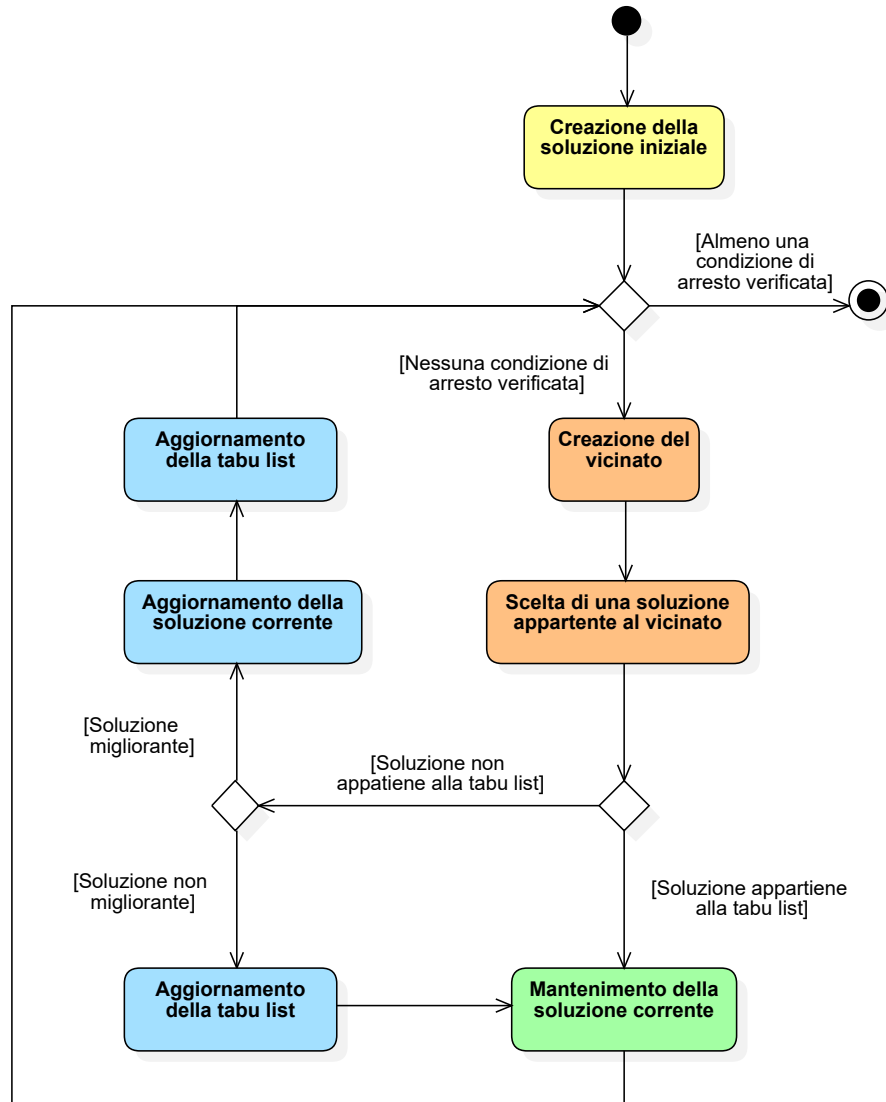 Creazione della
soluzione iniziale
[Almeno una
condizione di
arresto verificata]
[Nessuna condizione di
arresto verificata]
Aggiornamento
della tabu list
Creazione del
vicinato
Aggiornamento della
soluzione corrente
Scelta di una soluzione
appartente al vicinato
[Soluzione
migliorante]
[Soluzione non
appatiene alla tabu list]
[Soluzione non
migliorante]
[Soluzione appartiene
alla tabu list]
Aggiornamento
della tabu list
Mantenimento della
soluzione corrente